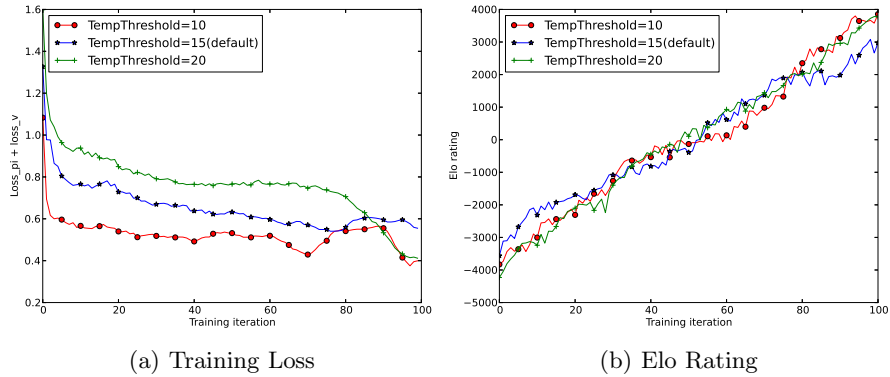 1.6
1.4
1.2
1.0
0.8
0.6
0.4
0.2
Loss_pi + loss_v
TempThreshold=10
TempThreshold=15(default)
TempThreshold=20
0 20 40 60 80 100
Training iteration
(a) Training Loss
4000
3000
2000
1000
0
−1000
−2000
−3000
−4000
−5000
Elo rating
TempThreshold=10
TempThreshold=15(default)
TempThreshold=20
0 20 40 60 80 100
Training iteration
(b) Elo Rating